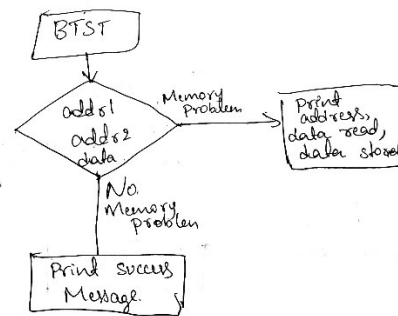 BTST
addr1
addr2
data
Memory
Problem
Print
address,
data read,
data stored
No
Memory
problem
Print success
Message.